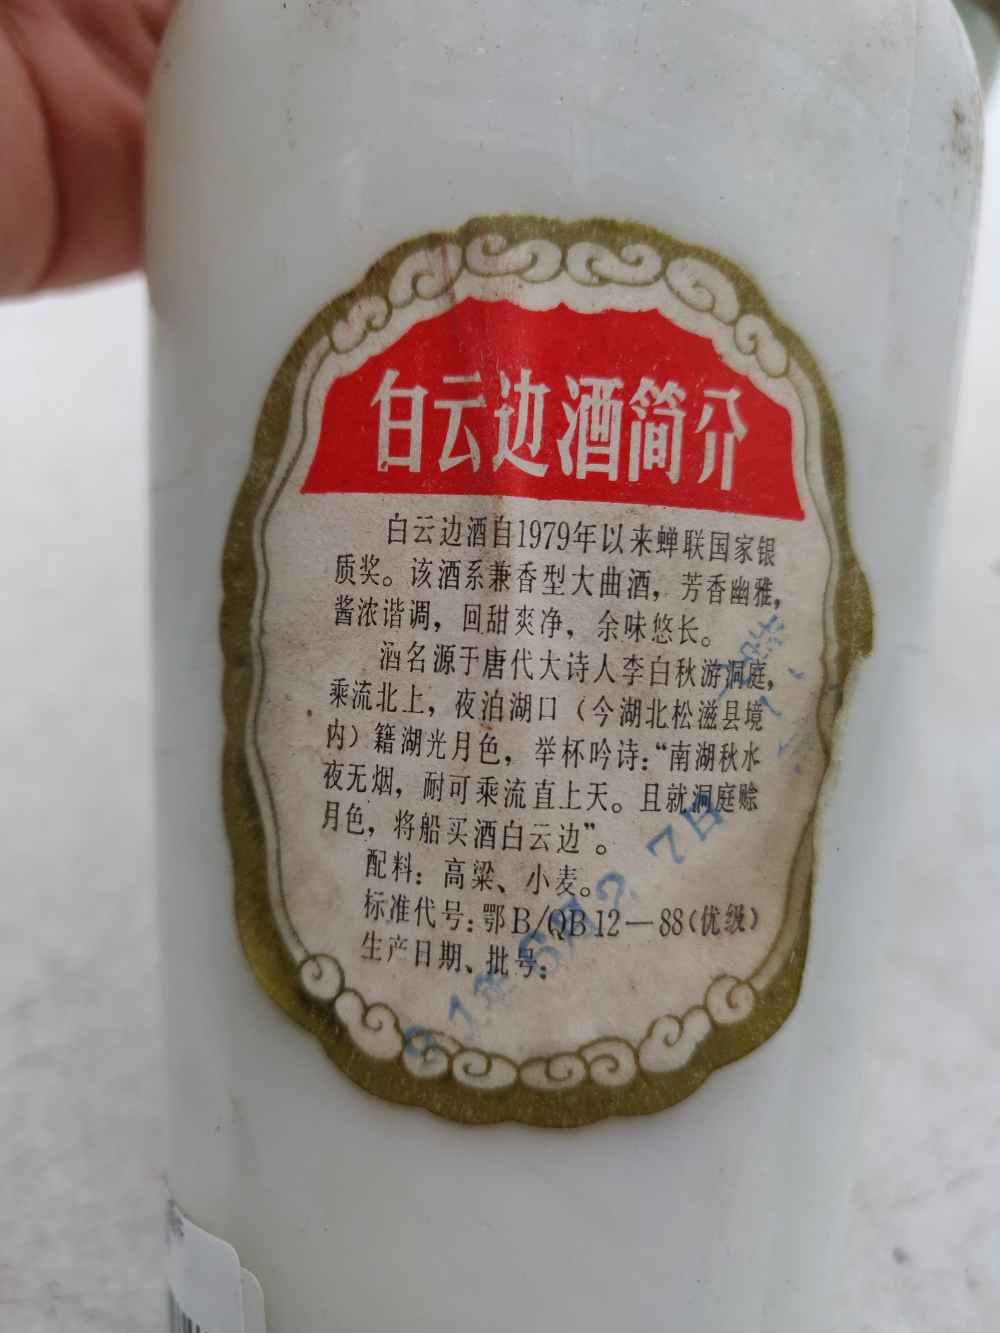 白云边酒简介
白云边酒自1979年以来蝉联国家银
质奖。该酒系兼香型大曲酒，芳香幽雅，
酱浓谐调，回甜爽净，余味悠长。
酒名源于唐代大诗人李白秋游洞庭，
乘流北上，夜泊湖口（今湖北松滋县境
内）籍湖光月色，举杯吟诗：“南湖秋水
夜无烟，耐可乘流直上天。且就洞庭赊
月色，将船买酒白云边”。
配料：高粱、小麦。
标准代号：鄂B/QB12—88（优级）
生产日期、批号：